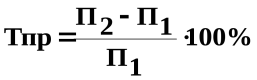 Тпр = (П₂ - П₁) / П₁ · 100%